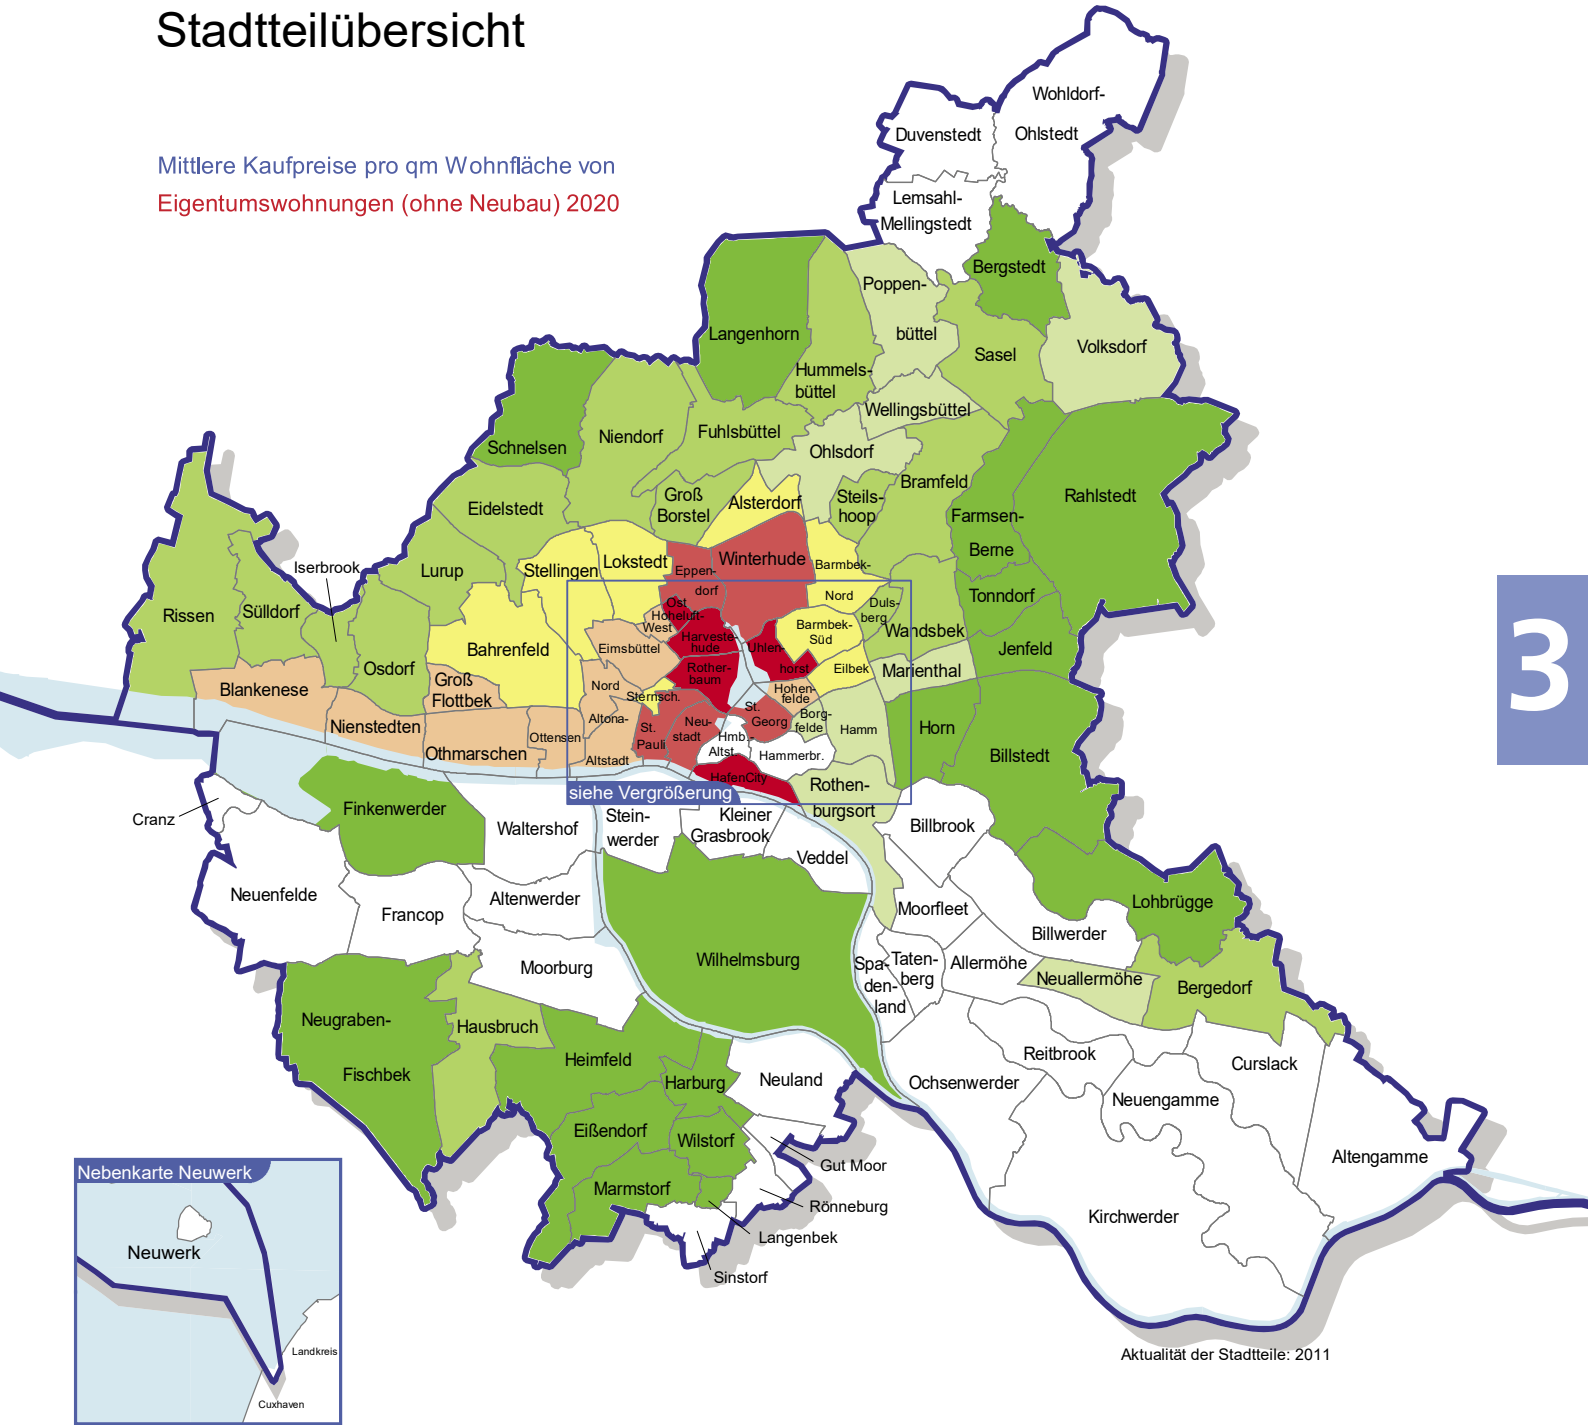 Stadtteilübersicht
Mittlere Kaufpreise pro qm Wohnfläche von
Eigentumswohnungen (ohne Neubau) 2020
Wohldorf-
Ohlstedt
Duvenstedt
Lemsahl-
Mellingstedt
Bergstedt
Poppen-
büttel
Langenhorn
Sasel
Volksdorf
Hummels-
büttel
Wellingsbüttel
Schnelsen
Niendorf
Fuhlsbüttel
Ohlsdorf
Bramfeld
Rahlstedt
Eidelstedt
Groß
Borstel
Alsterdorf
Steils-
hoop
Farmsen-
Berne
Iserbrook
Lurup
Stellingen
Lokstedt
Eppen-
dorf
Winterhude
Barmbek-
Nord
Tonndorf
Rissen
Sülldorf
Osdorf
Bahrenfeld
Ost
Hoheluft-
West
Harveste-
hude
Uhlen-
horst
Barmbek-
Süd
Duls-
berg
Wandsbek
Jenfeld
Eimsbüttel
Rother-
baum
Eilbek
Marienthal
Blankenese
Groß
Flottbek
Nord
Altona-
Altstadt
Sternsch.
Hohen-
felde
Nienstedten
Othmarschen
Ottensen
St.
Pauli
Neu-
stadt
St.
Georg
Borg-
felde
Hamm
Horn
Billstedt
Hmb.-
Altst.
Hammerbr.
HafenCity
Rothen-
burgsort
siehe Vergrößerung
3
Cranz
Finkenwerder
Waltershof
Stein-
werder
Kleiner
Grasbrook
Veddel
Billbrook
Neuenfelde
Francop
Altenwerder
Moorfleet
Lohbrügge
Billwerder
Moorburg
Wilhelmsburg
Spa-
den-
land
Taten-
berg
Allermöhe
Neuallermöhe
Bergedorf
Neugraben-
Fischbek
Hausbruch
Heimfeld
Harburg
Neuland
Ochsenwerder
Reitbrook
Curslack
Neuengamme
Eißendorf
Wilstorf
Gut Moor
Altengamme
Marmstorf
Rönneburg
Kirchwerder
Langenbek
Sinstorf
Nebenkarte Neuwerk
Neuwerk
Landkreis
Cuxhaven
Aktualität der Stadtteile: 2011